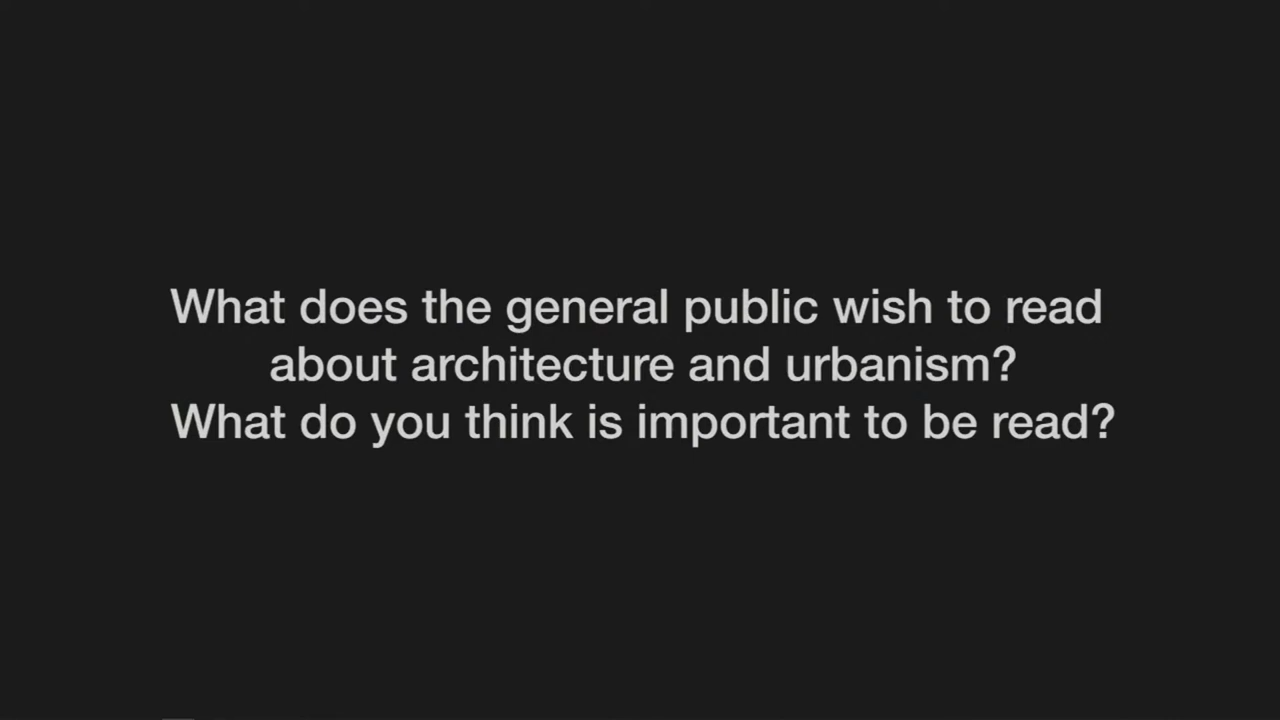 What does the general public wish to read
about architecture and urbanism?
What do you think is important to be read?